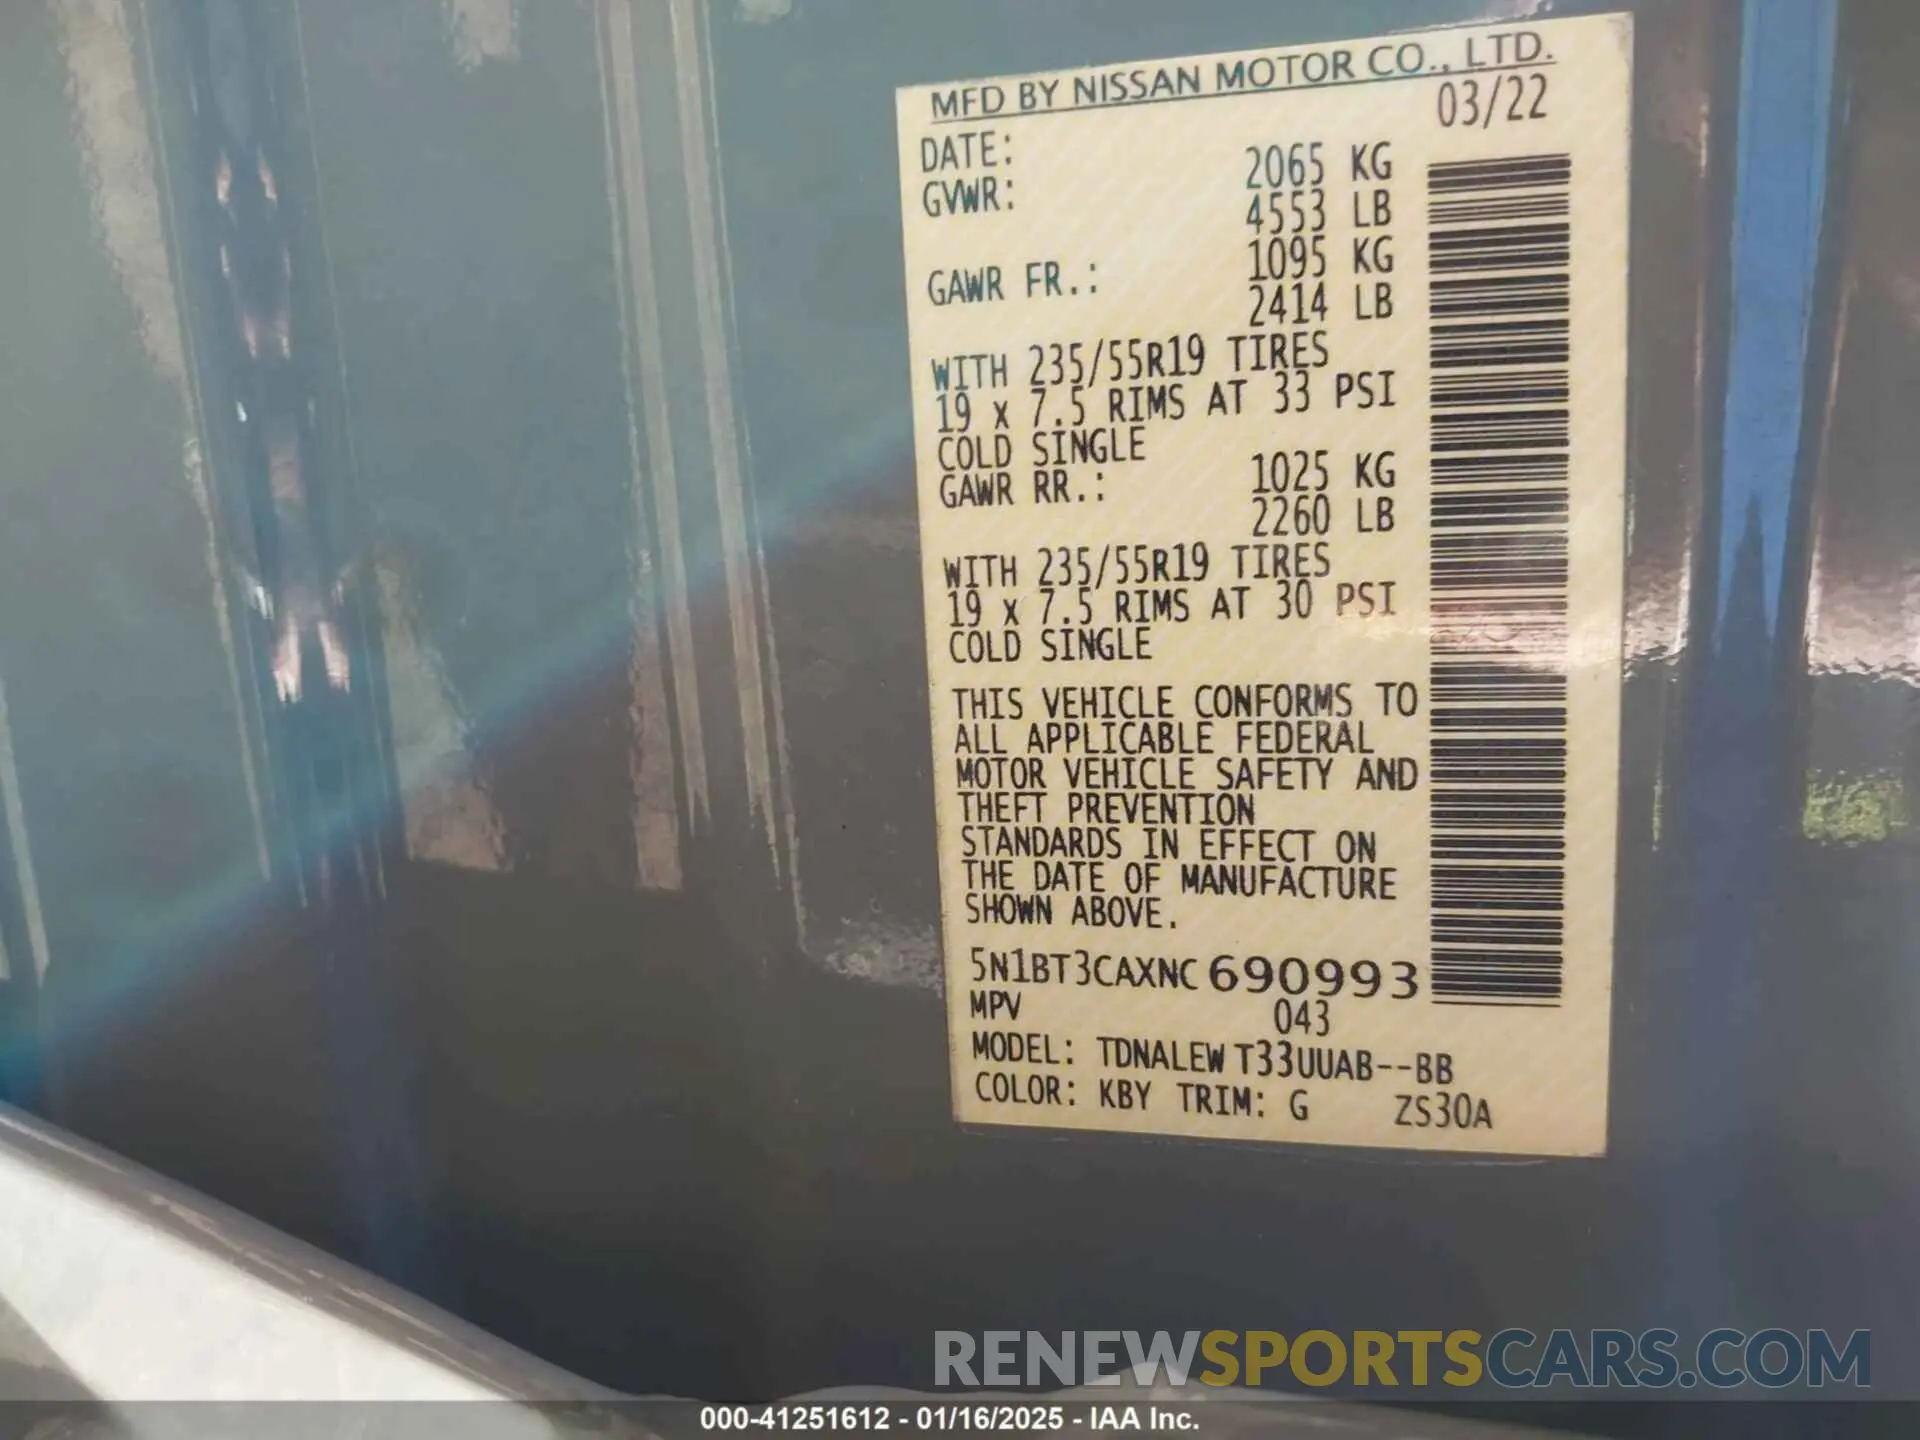 MFD BY NISSAN MOTOR CO., LTD.
DATE: 03/22
GVWR: 2065 KG
4553 LB
GAWR FR.: 1095 KG
2414 LB
WITH 235/55R19 TIRES
19 x 7.5 RIMS AT 33 PSI
COLD SINGLE
GAWR RR.: 1025 KG
2260 LB
WITH 235/55R19 TIRES
19 x 7.5 RIMS AT 30 PSI
COLD SINGLE
THIS VEHICLE CONFORMS TO
ALL APPLICABLE FEDERAL
MOTOR VEHICLE SAFETY AND
THEFT PREVENTION
STANDARDS IN EFFECT ON
THE DATE OF MANUFACTURE
SHOWN ABOVE.
5N1BT3CAXNC690993
MPV 043
MODEL: TDNALEW T33UUAB--BB
COLOR: KBY TRIM: G ZS30A
RENEWSPORTSCARS.COM
000-41251612 - 01/16/2025 - IAA Inc.